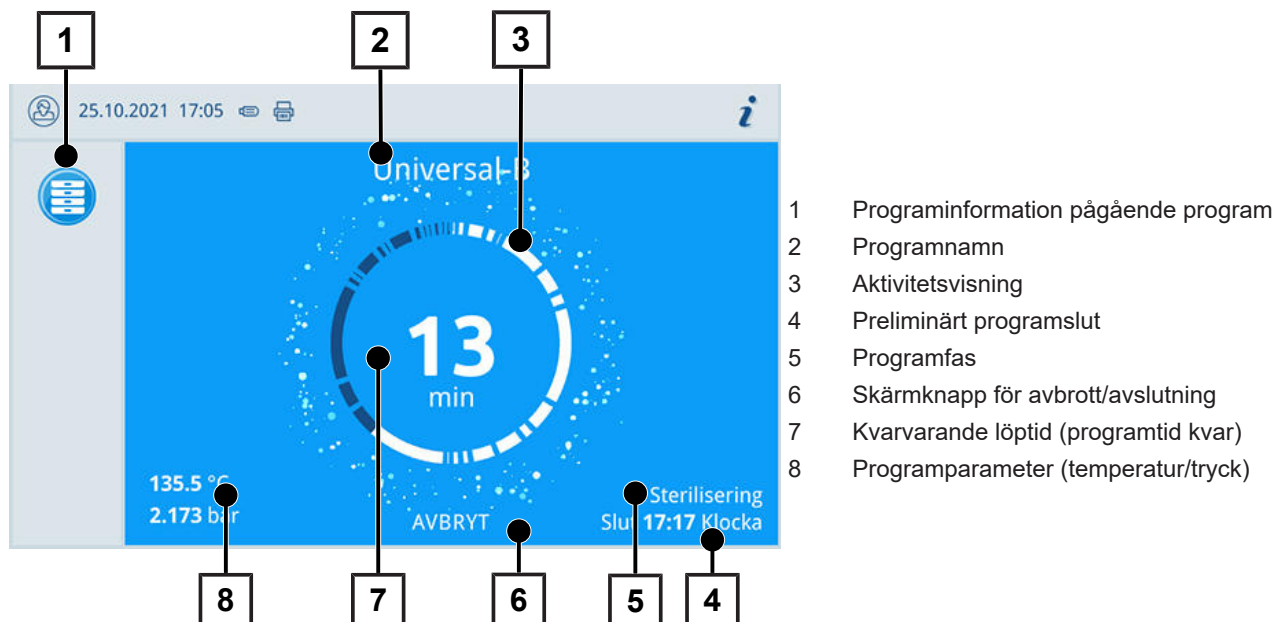 1
2
3
25.10.2021 17:05
i
Universal-B
13
min
135.5 °C
2.173 bar
AVBRYT
Sterilisering
Slut 17:17 Klocka
8
7
6
5
4
1 Programinformation pågående program
2 Programnamn
3 Aktivitetsvisning
4 Preliminärt programslut
5 Programfas
6 Skärmknapp för avbrott/avslutning
7 Kvarvarande löptid (programtid kvar)
8 Programparameter (temperatur/tryck)